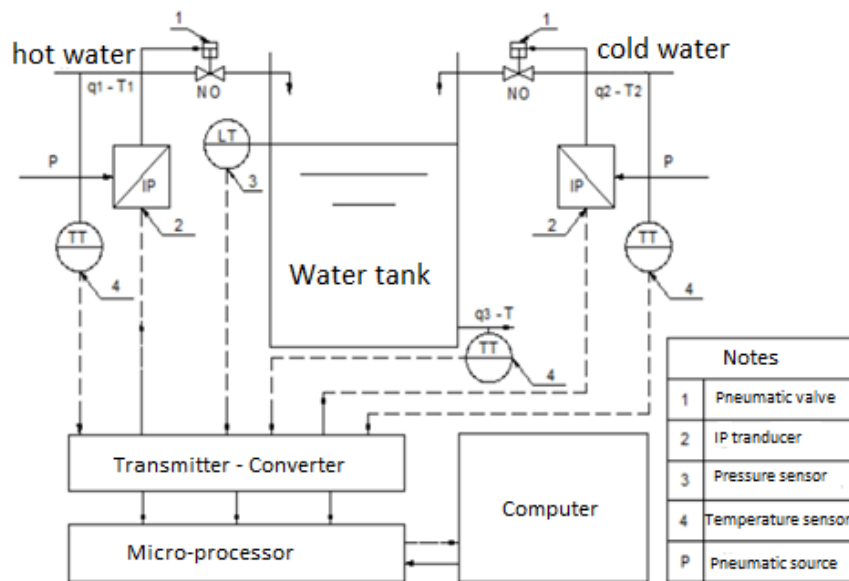 1
1
hot water
cold water
q1 - T1
NO
NO
q2 - T2
LT
P
IP
3
IP
P
2
2
TT
TT
4
Water tank
4
q3 - T
TT
4
Notes
1 Pneumatic valve
2 IP tranducer
3 Pressure sensor
4 Temperature sensor
P Pneumatic source
Transmitter - Converter
Computer
Micro-processor